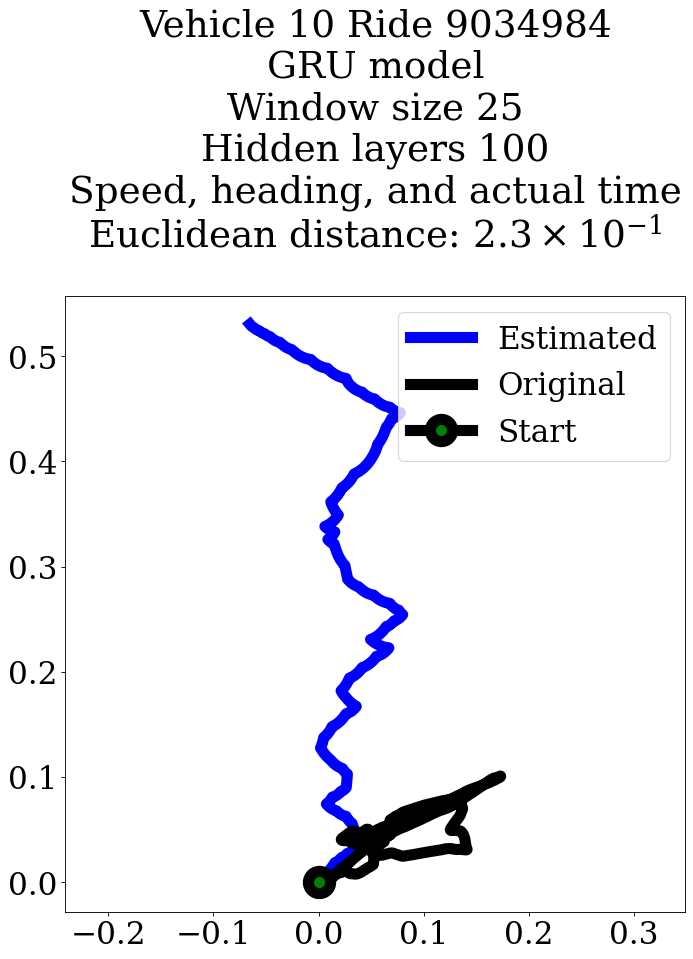 Vehicle 10 Ride 9034984
GRU model
Window size 25
Hidden layers 100
Speed, heading, and actual time
Euclidean distance: 2.3 × 10⁻¹
Estimated
Original
Start
0.5
0.4
0.3
0.2
0.1
0.0
−0.2 −0.1 0.0 0.1 0.2 0.3